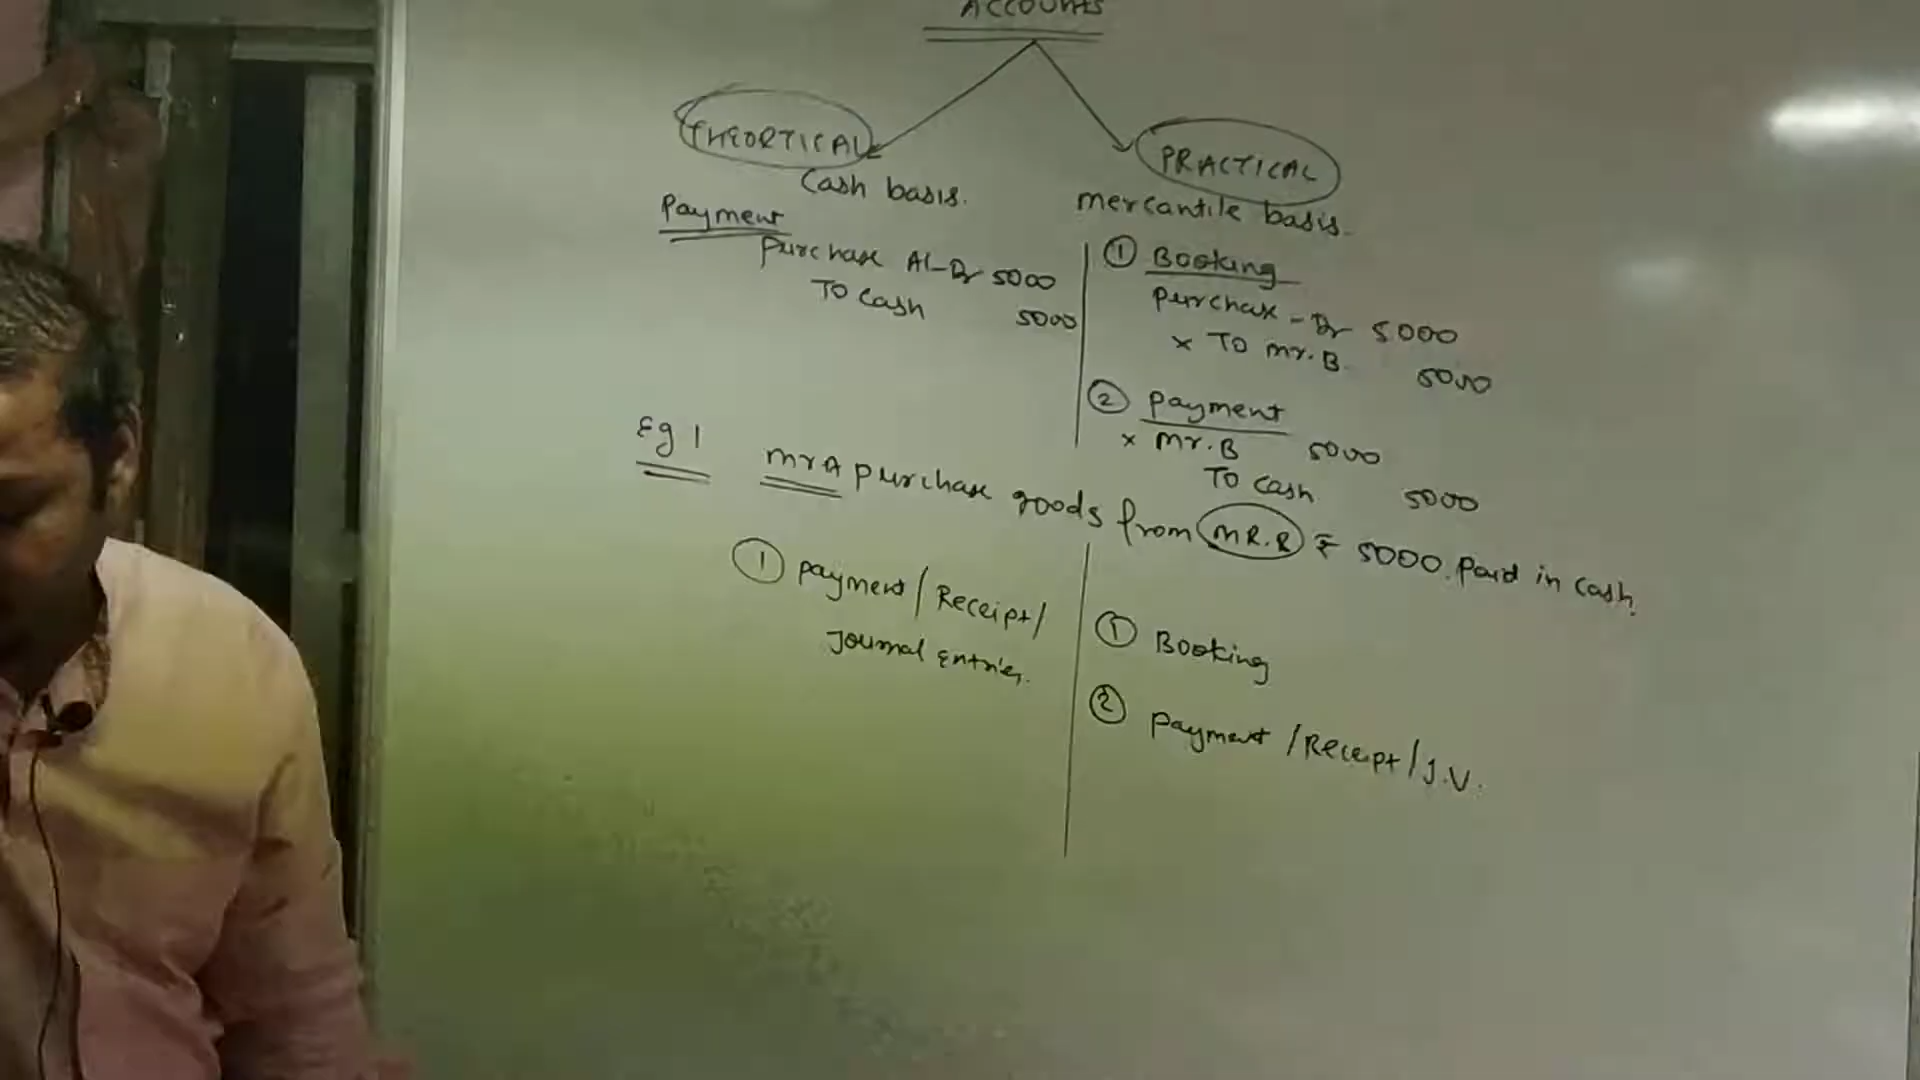 ACCOUNTS
THEORTICAL
Cash basis.
Payment
Purchase A/- Dr 5000
To cash 5000
PRACTICAL
mercantile basis.
① Booking
Purchase - Dr 5000
x To mr. B. 5000
② Payment
x Mr. B 5000
To cash 5000
Eg 1 Mr A purchase goods from MR. B ₹ 5000. Paid in cash.
① Payment / Receipt /
Journal Entries.
① Booking
② Payment / Receipt / J.V.